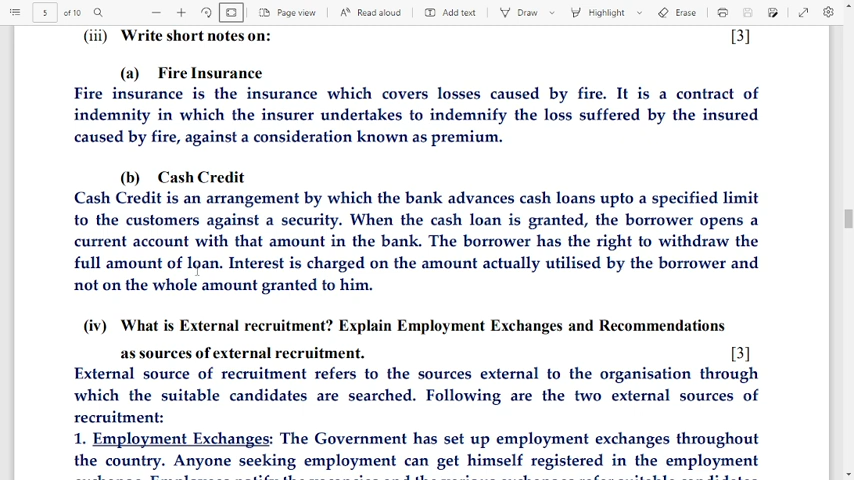 5 of 10 Page view Read aloud Add text Draw Highlight Erase
(iii) Write short notes on: [3]
(a) Fire Insurance
Fire insurance is the insurance which covers losses caused by fire. It is a contract of
indemnity in which the insurer undertakes to indemnify the loss suffered by the insured
caused by fire, against a consideration known as premium.
(b) Cash Credit
Cash Credit is an arrangement by which the bank advances cash loans upto a specified limit
to the customers against a security. When the cash loan is granted, the borrower opens a
current account with that amount in the bank. The borrower has the right to withdraw the
full amount of loan. Interest is charged on the amount actually utilised by the borrower and
not on the whole amount granted to him.
(iv) What is External recruitment? Explain Employment Exchanges and Recommendations
as sources of external recruitment. [3]
External source of recruitment refers to the sources external to the organisation through
which the suitable candidates are searched. Following are the two external sources of
recruitment:
1. Employment Exchanges: The Government has set up employment exchanges throughout
the country. Anyone seeking employment can get himself registered in the employment